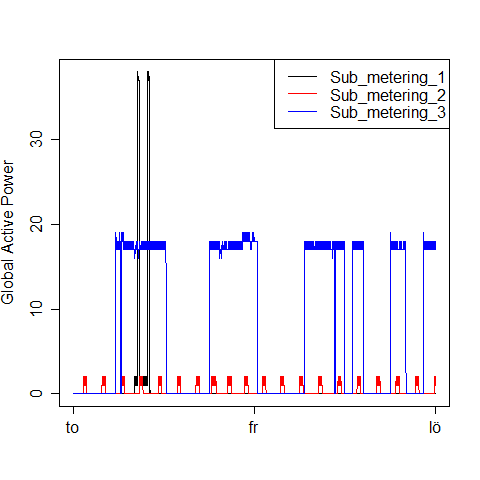 Sub_metering_1
Sub_metering_2
Sub_metering_3
Global Active Power
30
20
10
0
to
fr
lö